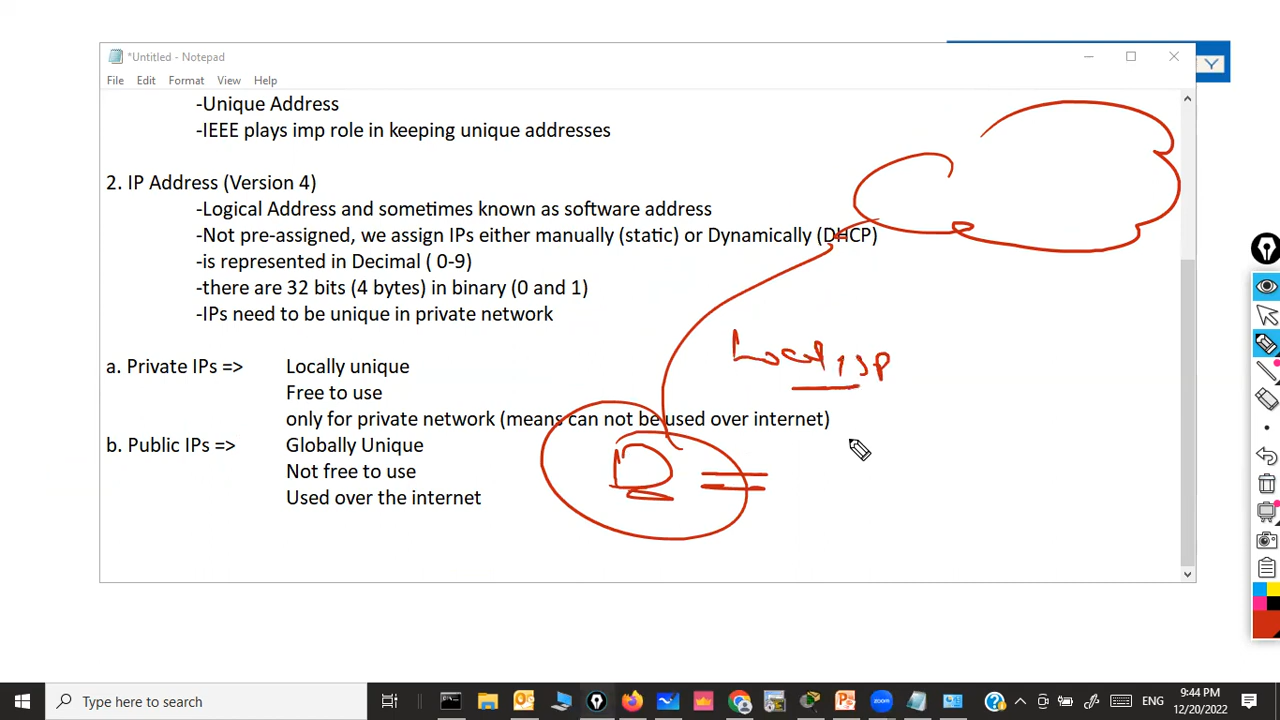 *Untitled - Notepad
File Edit Format View Help
-Unique Address
-IEEE plays imp role in keeping unique addresses
2. IP Address (Version 4)
-Logical Address and sometimes known as software address
-Not pre-assigned, we assign IPs either manually (static) or Dynamically (DHCP)
-is represented in Decimal ( 0-9)
-there are 32 bits (4 bytes) in binary (0 and 1)
-IPs need to be unique in private network
Local ISP
a. Private IPs => Locally unique
Free to use
only for private network (means can not be used over internet)
b. Public IPs => Globally Unique
Not free to use
Used over the internet
Type here to search
ENG
9:44 PM
12/20/2022